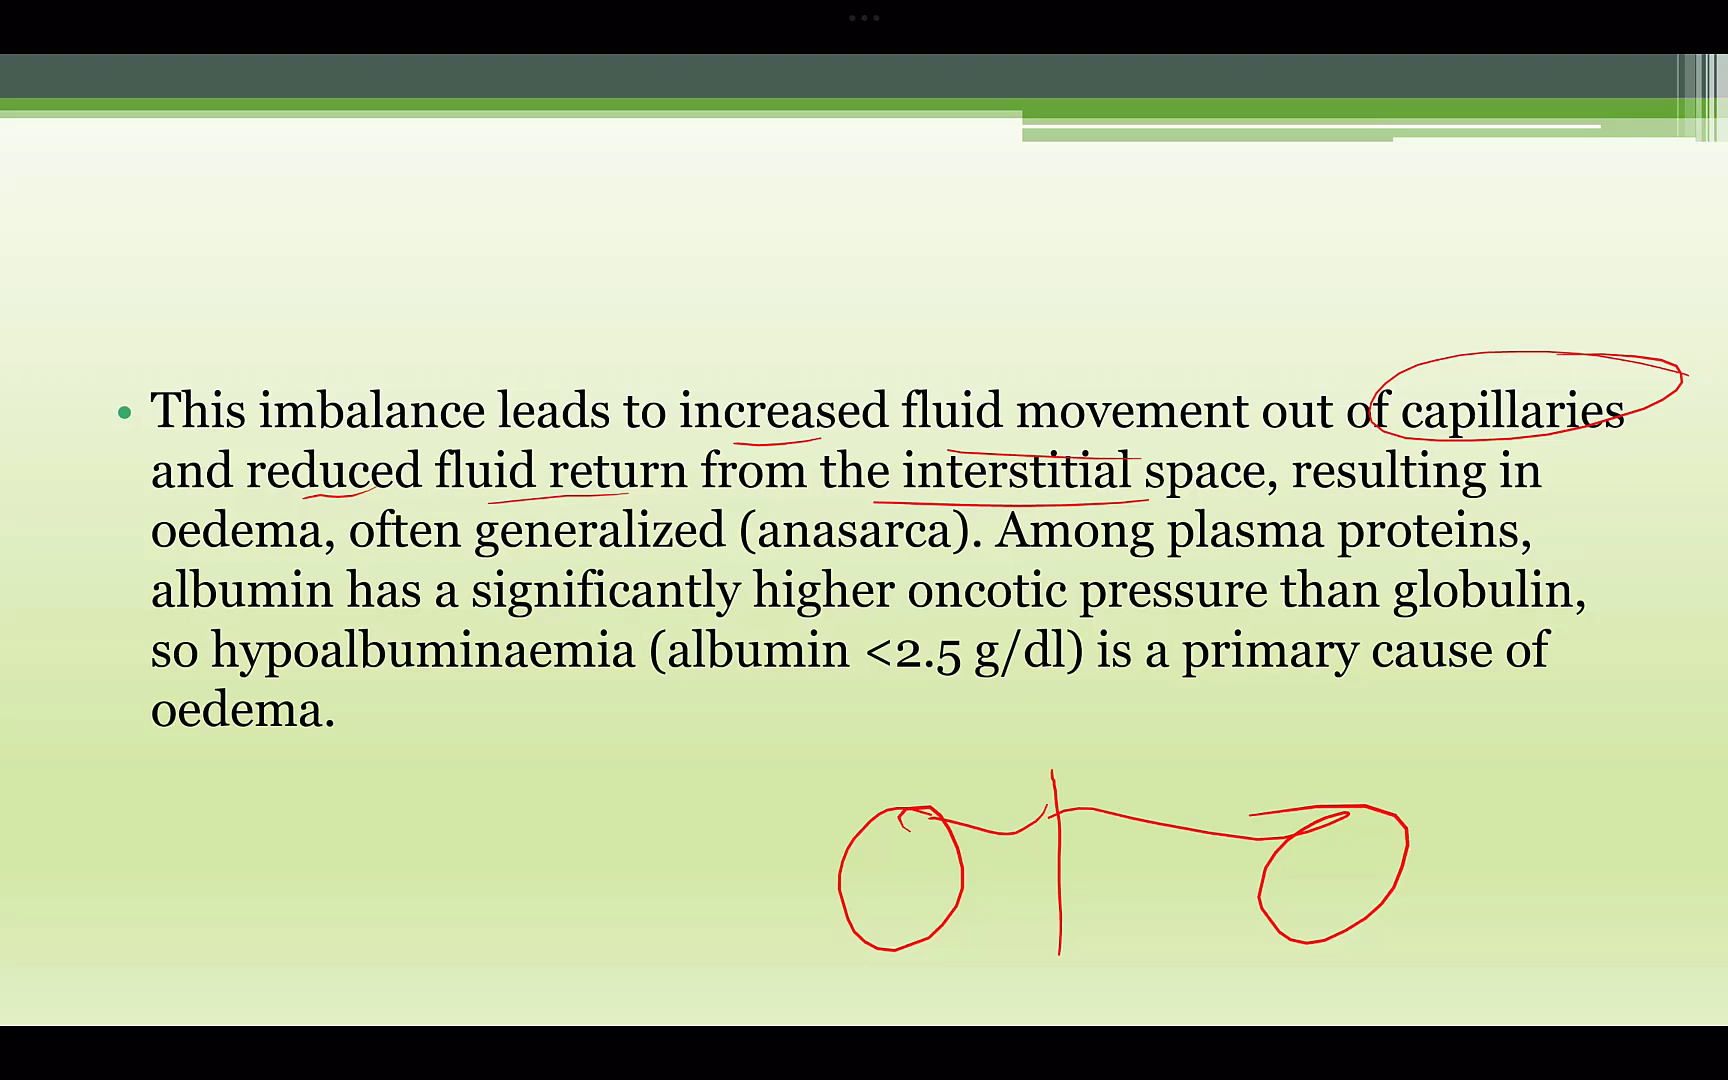 This imbalance leads to increased fluid movement out of capillaries
and reduced fluid return from the interstitial space, resulting in
oedema, often generalized (anasarca). Among plasma proteins,
albumin has a significantly higher oncotic pressure than globulin,
so hypoalbuminaemia (albumin <2.5 g/dl) is a primary cause of
oedema.